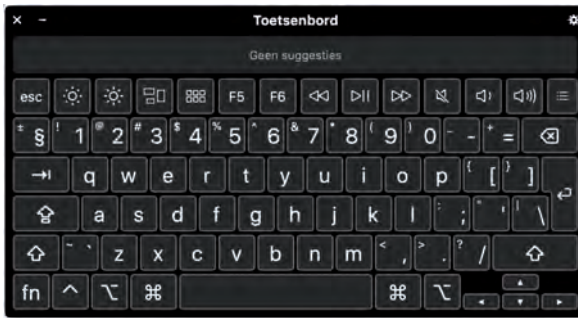 Toetsenbord
Geen suggesties
esc F5 F6
± § ! 1 @ 2 # 3 $ 4 % 5 ^ 6 & 7 * 8 ( 9 ) 0 _ - + =
q w e r t y u i o p { [ } ]
a s d f g h j k l : ; " ' | \
~ ` z x c v b n m < , > . ? /
fn ^ ⌥ ⌘ ⌘ ⌥